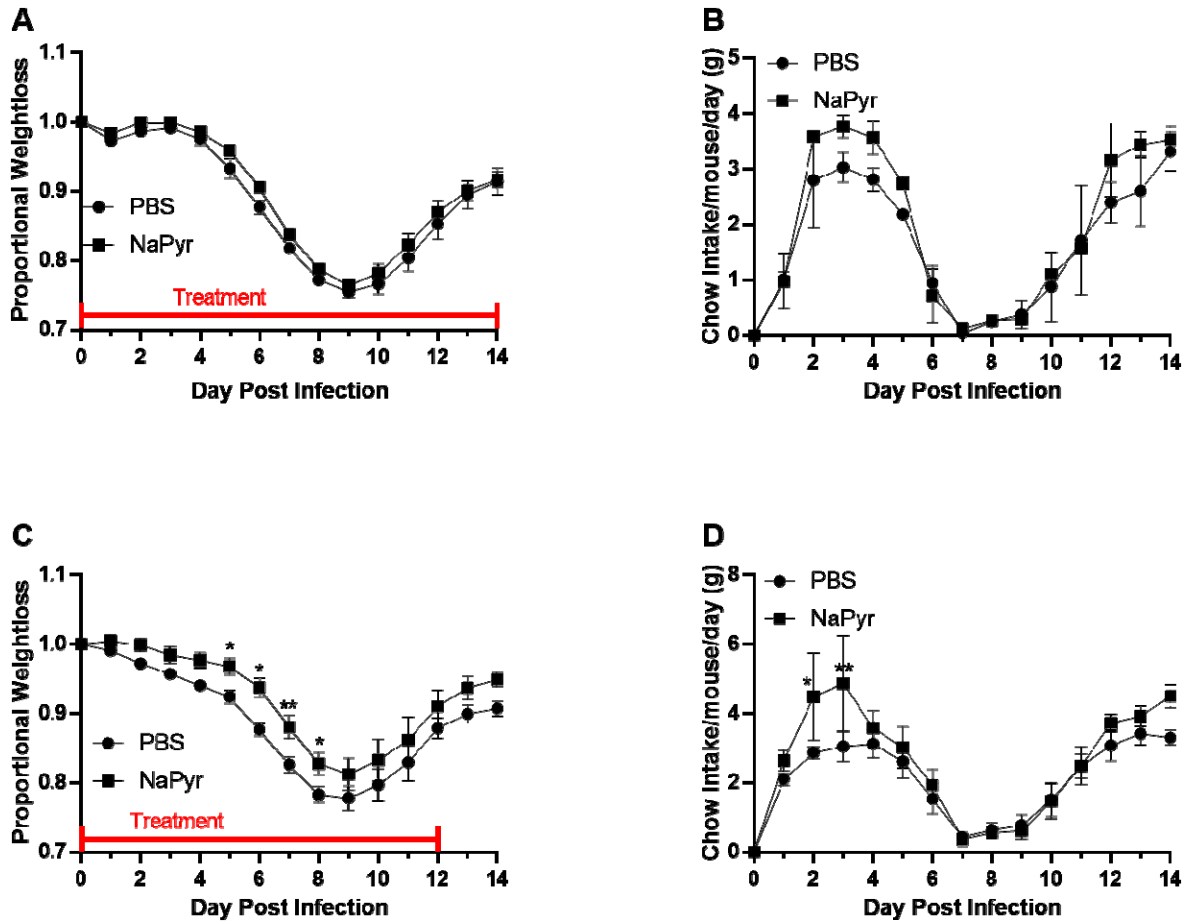 A
Proportional Weightloss
1.1
1.0
0.9
0.8
0.7
PBS
NaPyr
Treatment
0 2 4 6 8 10 12 14
Day Post Infection
B
Chow Intake/mouse/day (g)
5
4
3
2
1
0
PBS
NaPyr
0 2 4 6 8 10 12 14
Day Post Infection
C
Proportional Weightloss
1.1
1.0
0.9
0.8
0.7
* * ** *
PBS
NaPyr
Treatment
0 2 4 6 8 10 12 14
Day Post Infection
D
Chow Intake/mouse/day (g)
8
6
4
2
0
PBS
NaPyr
* **
0 2 4 6 8 10 12 14
Day Post Infection